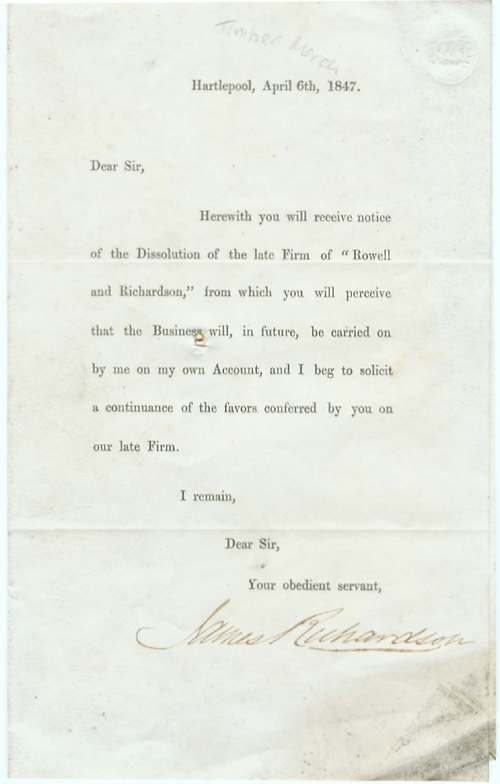 Timber Merch
Hartlepool, April 6th, 1847.
Dear Sir,
Herewith you will receive notice
of the Dissolution of the late Firm of “Rowell
and Richardson,” from which you will perceive
that the Business will, in future, be carried on
by me on my own Account, and I beg to solicit
a continuance of the favors conferred by you on
our late Firm.
I remain,
Dear Sir,
Your obedient servant,
James Richardson